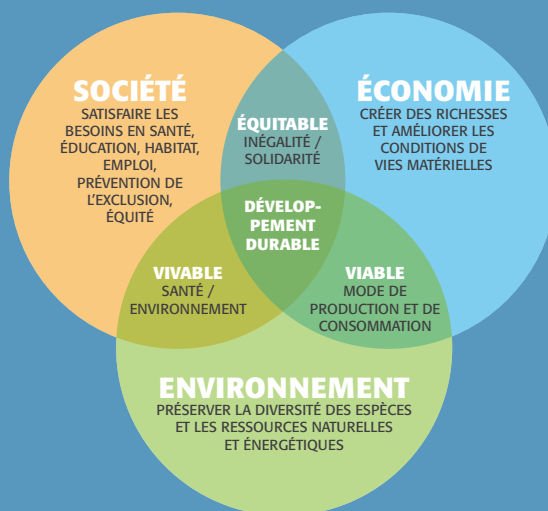 SOCIÉTÉ
SATISFAIRE LES
BESOINS EN SANTÉ,
ÉDUCATION, HABITAT,
EMPLOI,
PRÉVENTION DE
L'EXCLUSION,
ÉQUITÉ
ÉQUITABLE
INÉGALITÉ /
SOLIDARITÉ
ÉCONOMIE
CRÉER DES RICHESSES
ET AMÉLIORER LES
CONDITIONS DE
VIES MATÉRIELLES
DÉVELOP-
PEMENT
DURABLE
VIVABLE
SANTÉ /
ENVIRONNEMENT
VIABLE
MODE DE
PRODUCTION ET DE
CONSOMMATION
ENVIRONNEMENT
PRÉSERVER LA DIVERSITÉ DES ESPÈCES
ET LES RESSOURCES NATURELLES
ET ÉNERGÉTIQUES